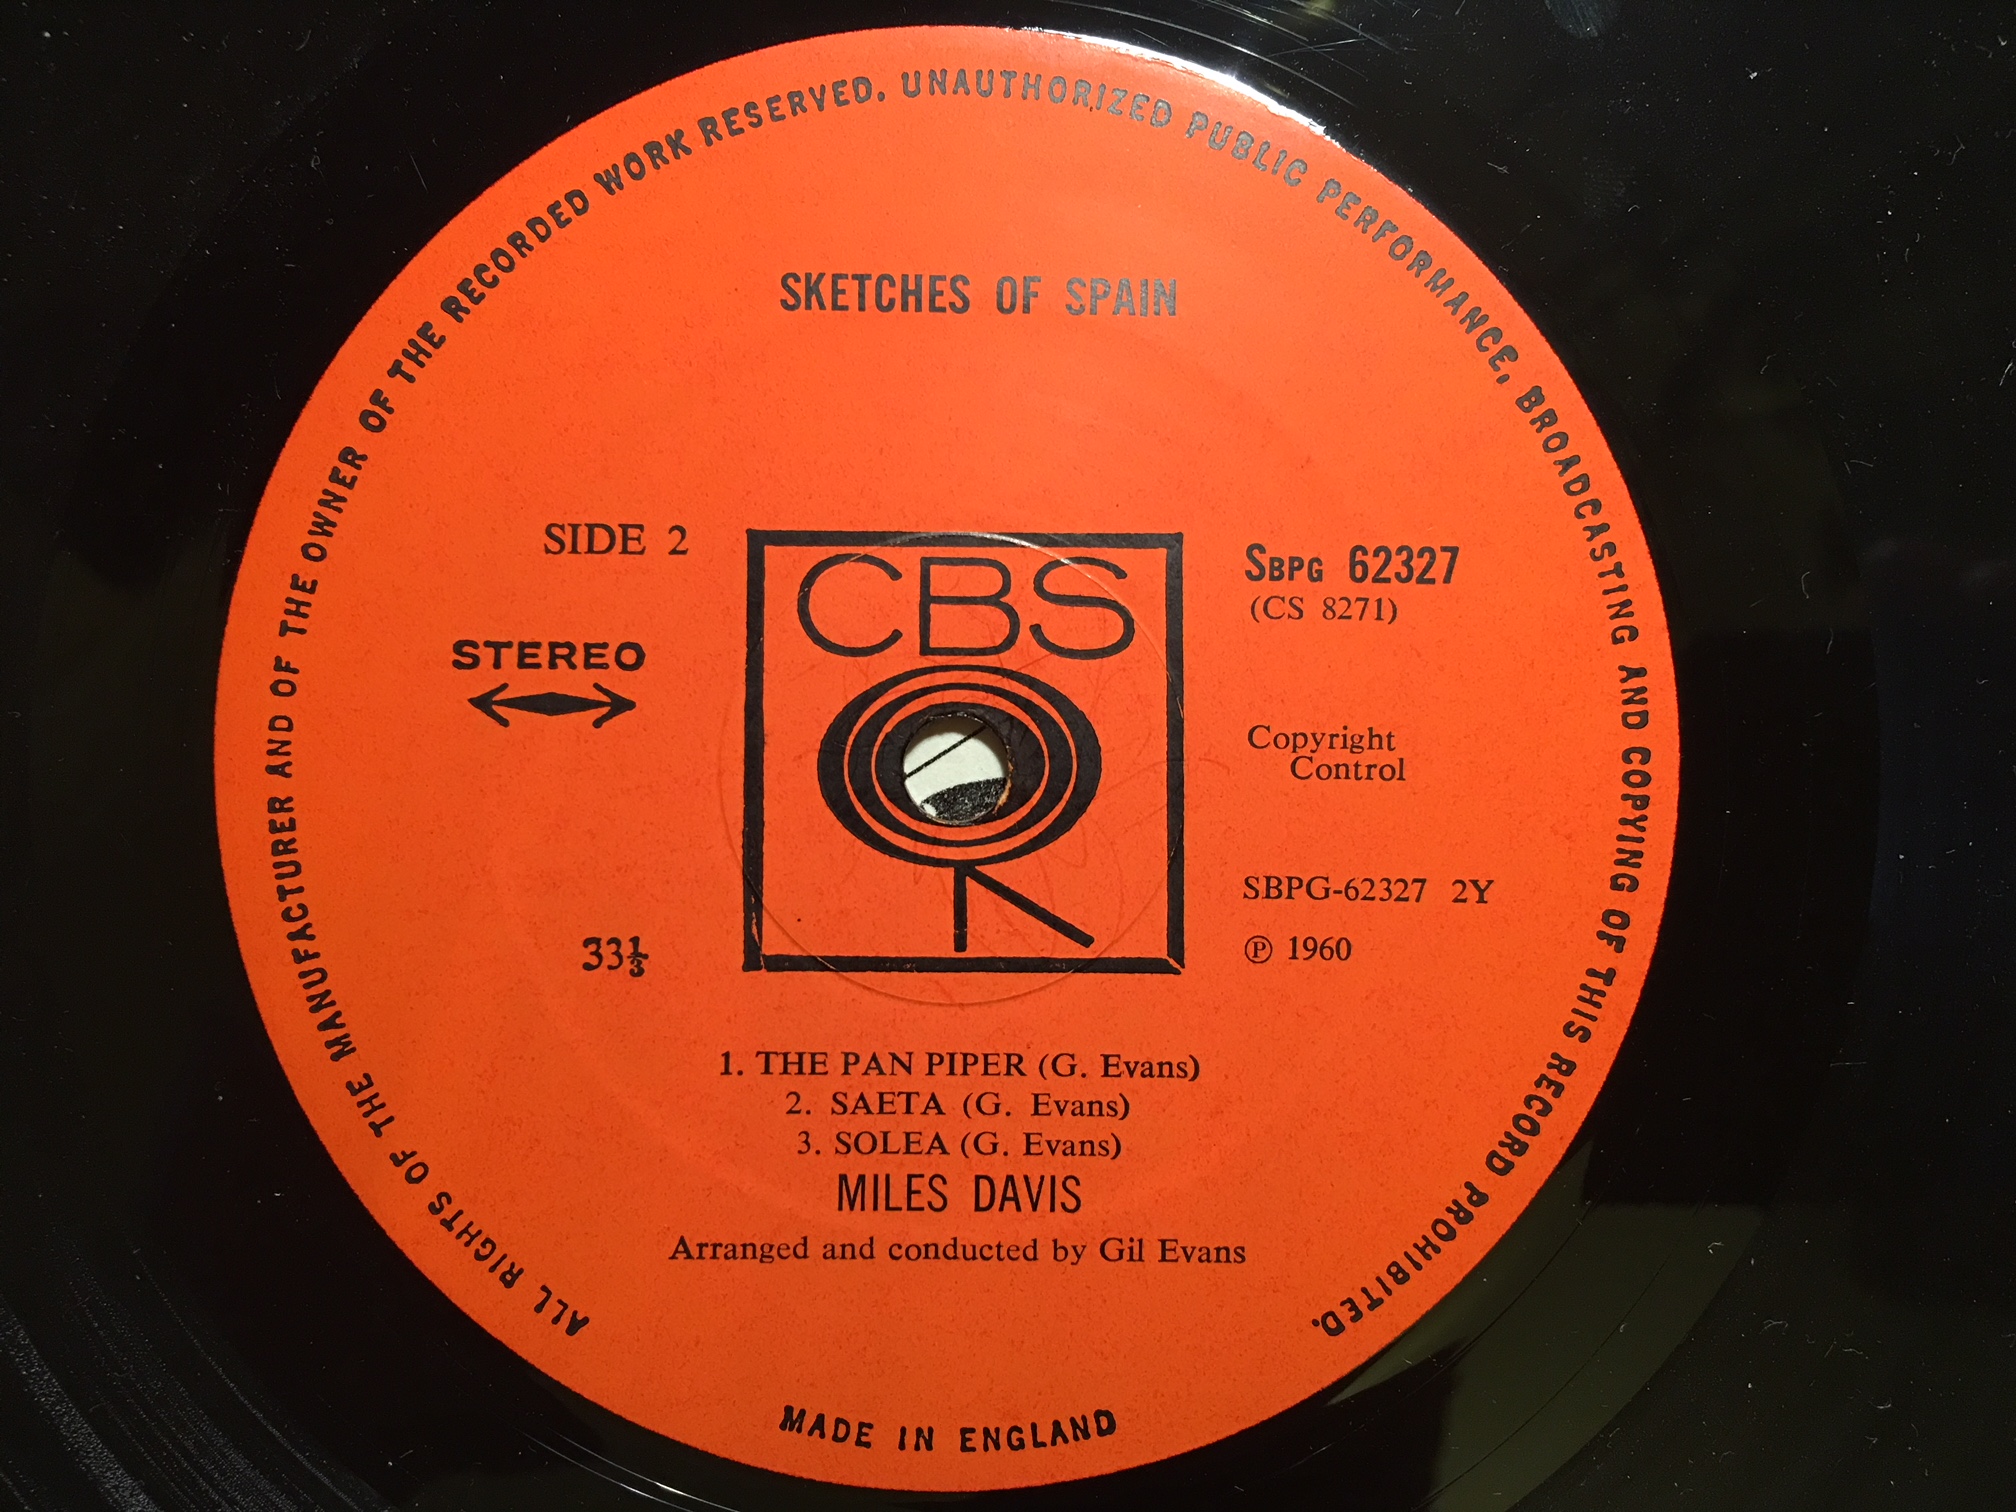 ALL RIGHTS OF THE MANUFACTURER AND OF THE OWNER OF THE RECORDED WORK RESERVED. UNAUTHORIZED PUBLIC PERFORMANCE, BROADCASTING AND COPYING OF THIS RECORD PROHIBITED.
SKETCHES OF SPAIN
SIDE 2
STEREO
33⅓
CBS
SBPG 62327
(CS 8271)
Copyright
Control
SBPG-62327 2Y
℗ 1960
1. THE PAN PIPER (G. Evans)
2. SAETA (G. Evans)
3. SOLEA (G. Evans)
MILES DAVIS
Arranged and conducted by Gil Evans
MADE IN ENGLAND